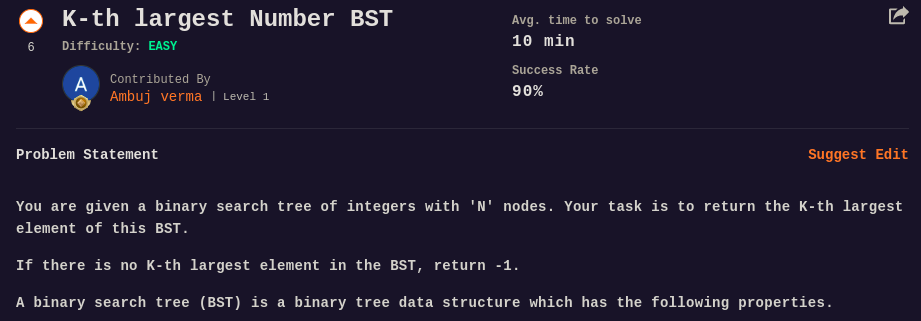 K-th largest Number BST
6
Difficulty: EASY
Contributed By
Ambuj verma | Level 1
Avg. time to solve
10 min
Success Rate
90%
Problem Statement
Suggest Edit
You are given a binary search tree of integers with 'N' nodes. Your task is to return the K-th largest
element of this BST.
If there is no K-th largest element in the BST, return -1.
A binary search tree (BST) is a binary tree data structure which has the following properties.